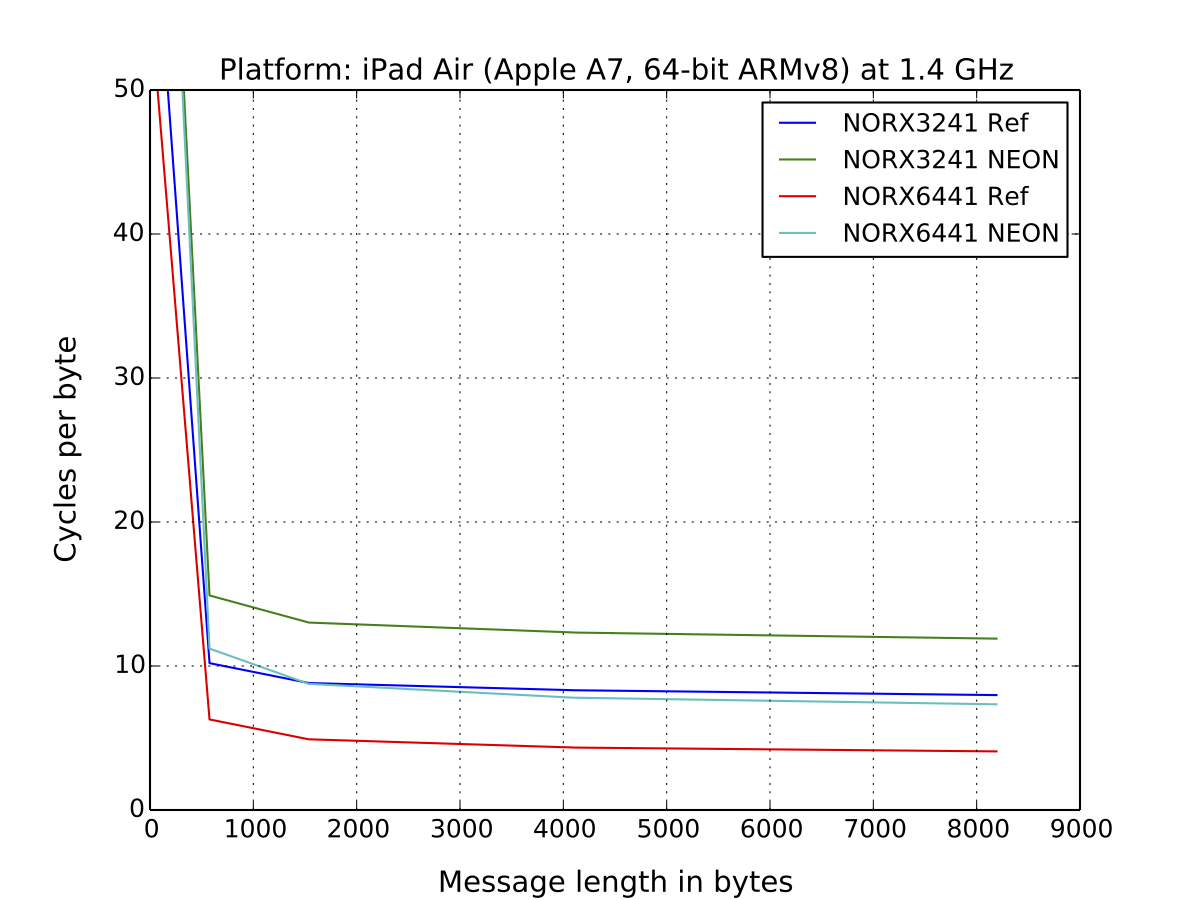 Platform: iPad Air (Apple A7, 64-bit ARMv8) at 1.4 GHz
NORX3241 Ref
NORX3241 NEON
NORX6441 Ref
NORX6441 NEON
50
40
30
20
10
0
Cycles per byte
0 1000 2000 3000 4000 5000 6000 7000 8000 9000
Message length in bytes